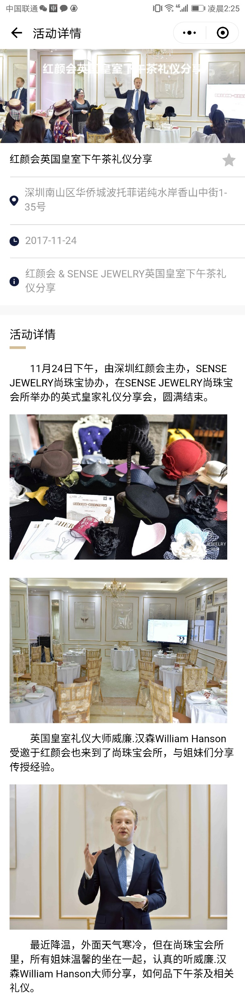 中国联通
4G
凌晨2:25
活动详情
红颜会英国皇室下午茶礼仪分享
红颜会英国皇室下午茶礼仪分享
深圳南山区华侨城波托菲诺纯水岸香山中街1-
35号
2017-11-24
红颜会 & SENSE JEWELRY英国皇室下午茶礼
仪分享
活动详情
11月24日下午，由深圳红颜会主办，SENSE
JEWELRY尚珠宝协办，在SENSE JEWELRY尚珠宝
会所举办的英式皇家礼仪分享会，圆满结束。
HER
SENSE JEWELRY
SENSE JEWELRY
英国皇室礼仪大师威廉.汉森William Hanson
受邀于红颜会也来到了尚珠宝会所，与姐妹们分享
传授经验。
最近降温，外面天气寒冷，但在尚珠宝会所
里，所有姐妹温馨的坐在一起，认真的听威廉.汉
森William Hanson大师分享，如何品下午茶及相关
礼仪。